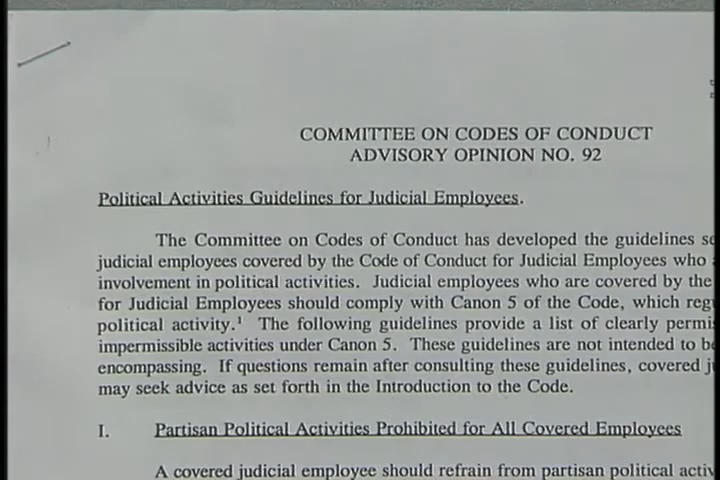 COMMITTEE ON CODES OF CONDUCT
ADVISORY OPINION NO. 92
Political Activities Guidelines for Judicial Employees.
The Committee on Codes of Conduct has developed the guidelines se
judicial employees covered by the Code of Conduct for Judicial Employees who
involvement in political activities. Judicial employees who are covered by the
for Judicial Employees should comply with Canon 5 of the Code, which reg
political activity.¹ The following guidelines provide a list of clearly permis
impermissible activities under Canon 5. These guidelines are not intended to be
encompassing. If questions remain after consulting these guidelines, covered j
may seek advice as set forth in the Introduction to the Code.
I. Partisan Political Activities Prohibited for All Covered Employees
A covered judicial employee should refrain from partisan political activ